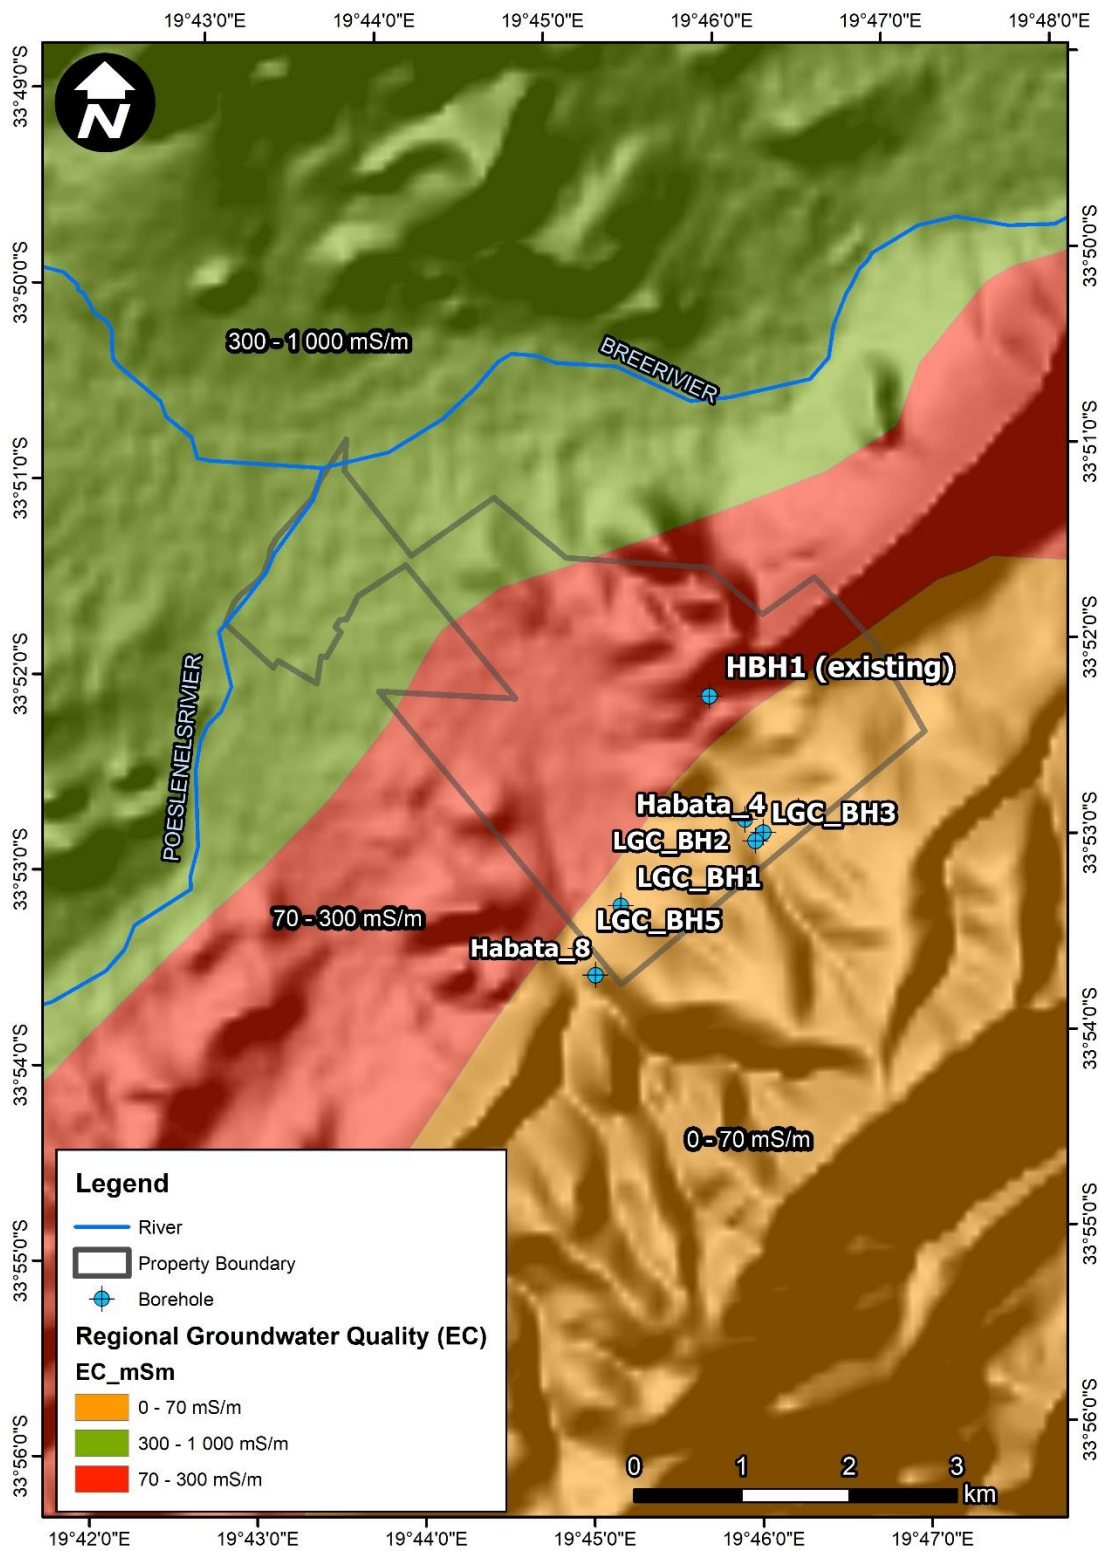 19°43'0"E
19°44'0"E
19°45'0"E
19°46'0"E
19°47'0"E
19°48'0"E
33°49'0"S
33°50'0"S
33°51'0"S
33°52'0"S
33°53'0"S
33°54'0"S
33°55'0"S
33°56'0"S
33°50'0"S
33°51'0"S
33°52'0"S
33°53'0"S
33°54'0"S
33°55'0"S
33°56'0"S
N
300 - 1 000 mS/m
BREERIVIER
POESLENELSRIVIER
HBH1 (existing)
Habata_4
LGC_BH3
LGC_BH2
LGC_BH1
LGC_BH5
Habata_8
70 - 300 mS/m
0 - 70 mS/m
Legend
River
Property Boundary
Borehole
Regional Groundwater Quality (EC)
EC_mSm
0 - 70 mS/m
300 - 1 000 mS/m
70 - 300 mS/m
0 1 2 3
km
19°42'0"E
19°43'0"E
19°44'0"E
19°45'0"E
19°46'0"E
19°47'0"E